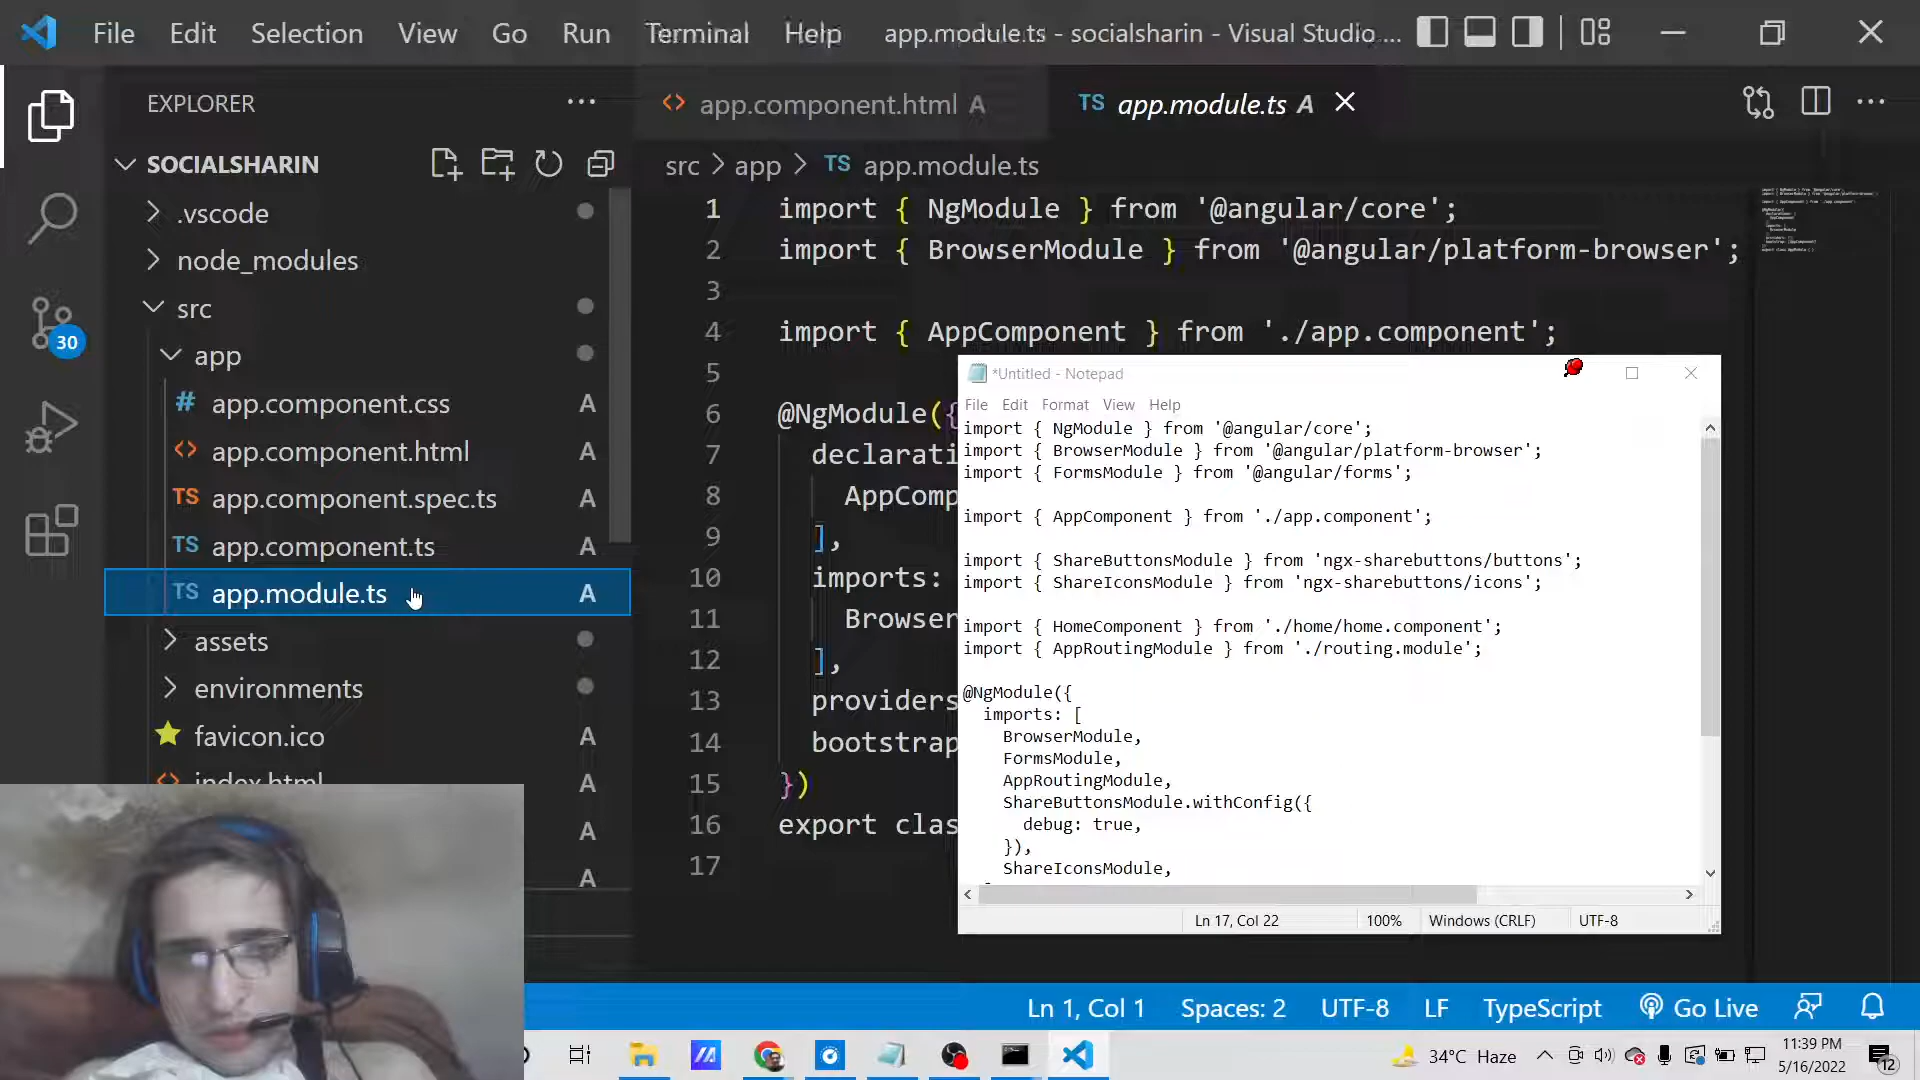 File Edit Selection View Go Run Terminal Help app.module.ts - socialsharin - Visual Studio ...
EXPLORER
SOCIALSHARIN
.vscode
node_modules
src
app
app.component.css A
app.component.html A
app.component.spec.ts A
app.component.ts A
app.module.ts A
assets
environments
favicon.ico A
index.html A
A
A
30
app.component.html A
TS app.module.ts A
src > app > TS app.module.ts
1 import { NgModule } from '@angular/core';
2 import { BrowserModule } from '@angular/platform-browser';
3
4 import { AppComponent } from './app.component';
5
6 @NgModule({
7 declarati
8 AppComp
9 ],
10 imports:
11 Browser
12 ],
13 providers
14 bootstrap
15 })
16 export clas
17
*Untitled - Notepad
File Edit Format View Help
import { NgModule } from '@angular/core';
import { BrowserModule } from '@angular/platform-browser';
import { FormsModule } from '@angular/forms';
import { AppComponent } from './app.component';
import { ShareButtonsModule } from 'ngx-sharebuttons/buttons';
import { ShareIconsModule } from 'ngx-sharebuttons/icons';
import { HomeComponent } from './home/home.component';
import { AppRoutingModule } from './routing.module';
@NgModule({
imports: [
BrowserModule,
FormsModule,
AppRoutingModule,
ShareButtonsModule.withConfig({
debug: true,
}),
ShareIconsModule,
Ln 17, Col 22 100% Windows (CRLF) UTF-8
Ln 1, Col 1 Spaces: 2 UTF-8 LF TypeScript Go Live
34°C Haze
11:39 PM
5/16/2022
12